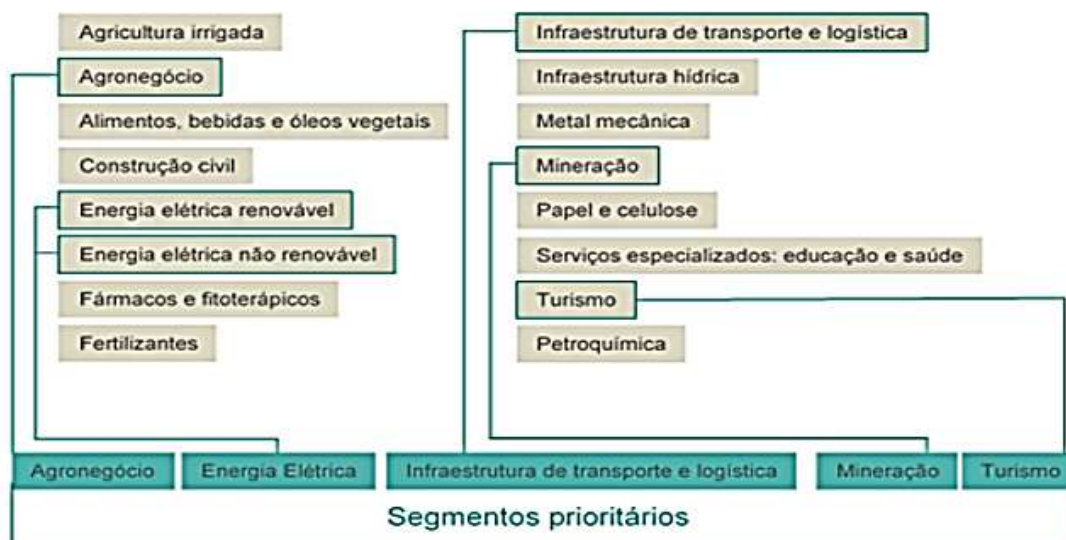 Agricultura irrigada
Agronegócio
Alimentos, bebidas e óleos vegetais
Construção civil
Energia elétrica renovável
Energia elétrica não renovável
Fármacos e fitoterápicos
Fertilizantes
Infraestrutura de transporte e logística
Infraestrutura hídrica
Metal mecânica
Mineração
Papel e celulose
Serviços especializados: educação e saúde
Turismo
Petroquímica
Agronegócio
Energia Elétrica
Infraestrutura de transporte e logística
Mineração
Turismo
Segmentos prioritários